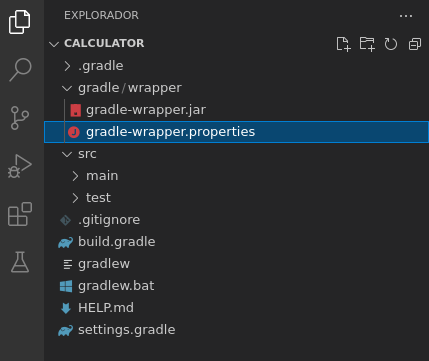 EXPLORADOR
CALCULATOR
.gradle
gradle/wrapper
gradle-wrapper.jar
gradle-wrapper.properties
src
main
test
.gitignore
build.gradle
gradlew
gradlew.bat
HELP.md
settings.gradle